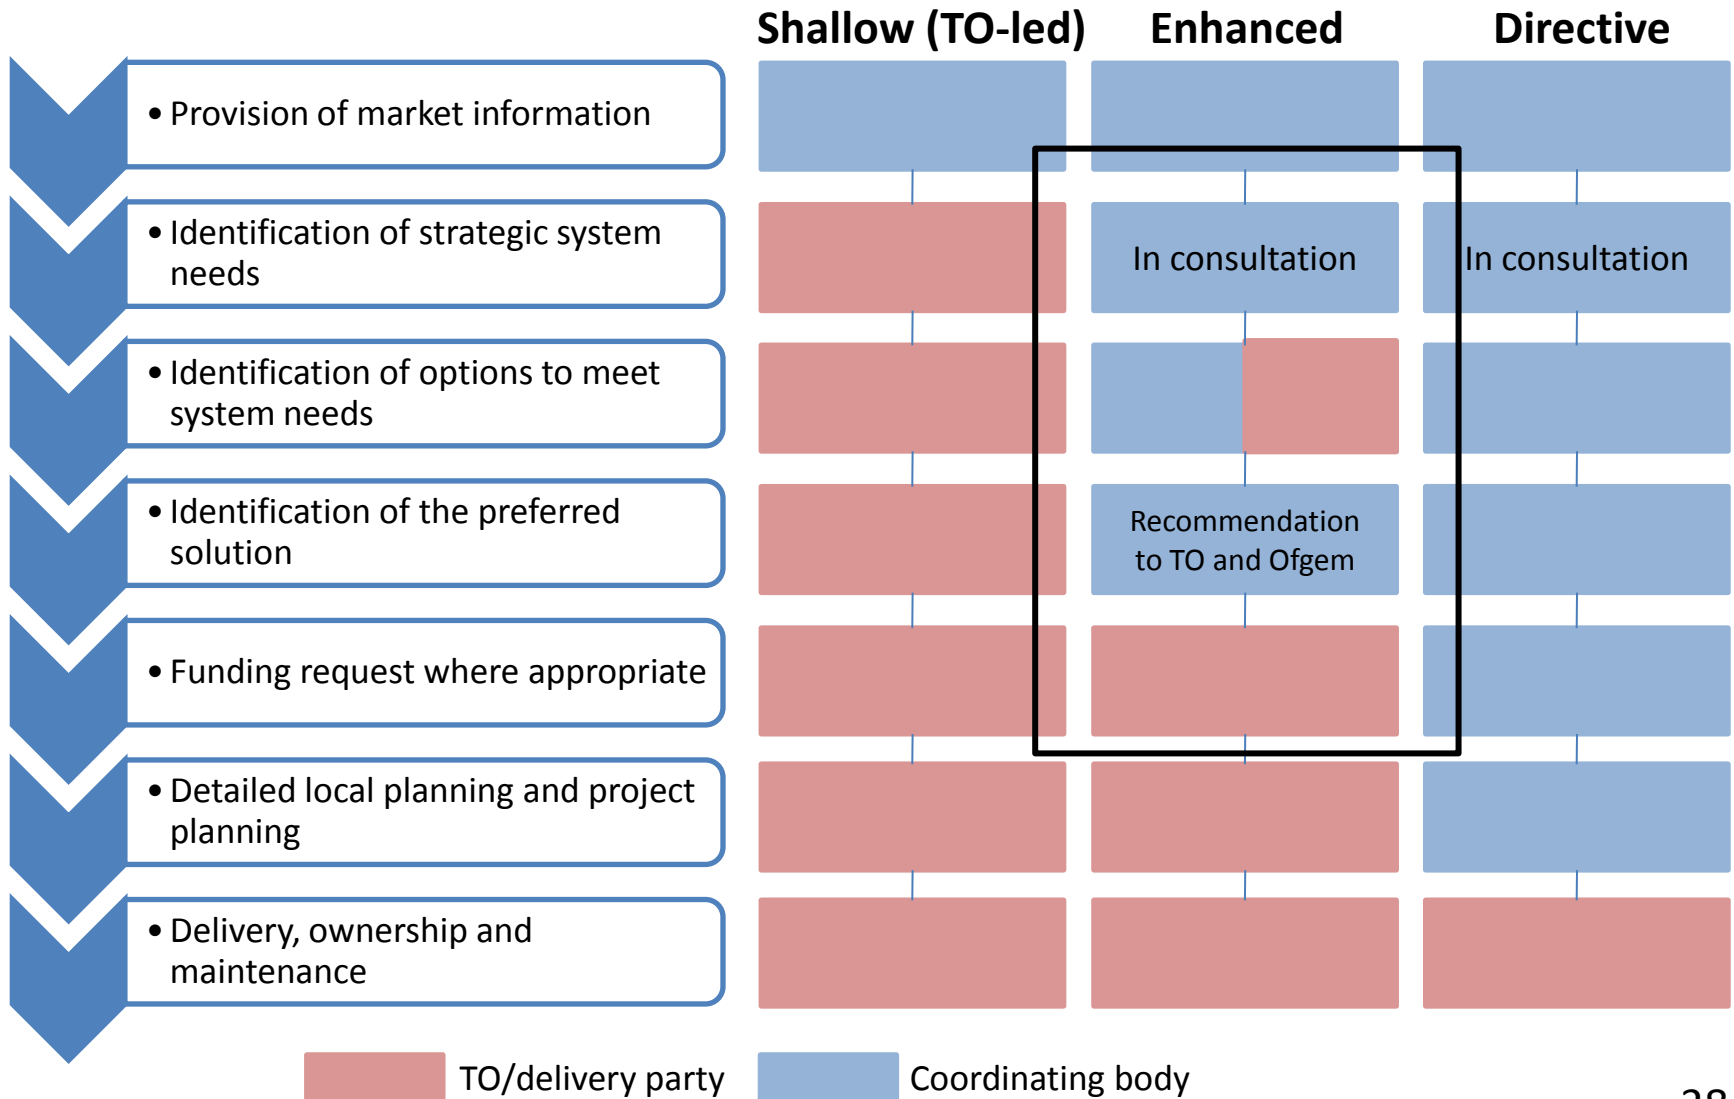 Shallow (TO-led) Enhanced Directive
• Provision of market information
• Identification of strategic system
needs
In consultation
In consultation
• Identification of options to meet
system needs
• Identification of the preferred
solution
Recommendation
to TO and Ofgem
• Funding request where appropriate
• Detailed local planning and project
planning
• Delivery, ownership and
maintenance
TO/delivery party
Coordinating body
28